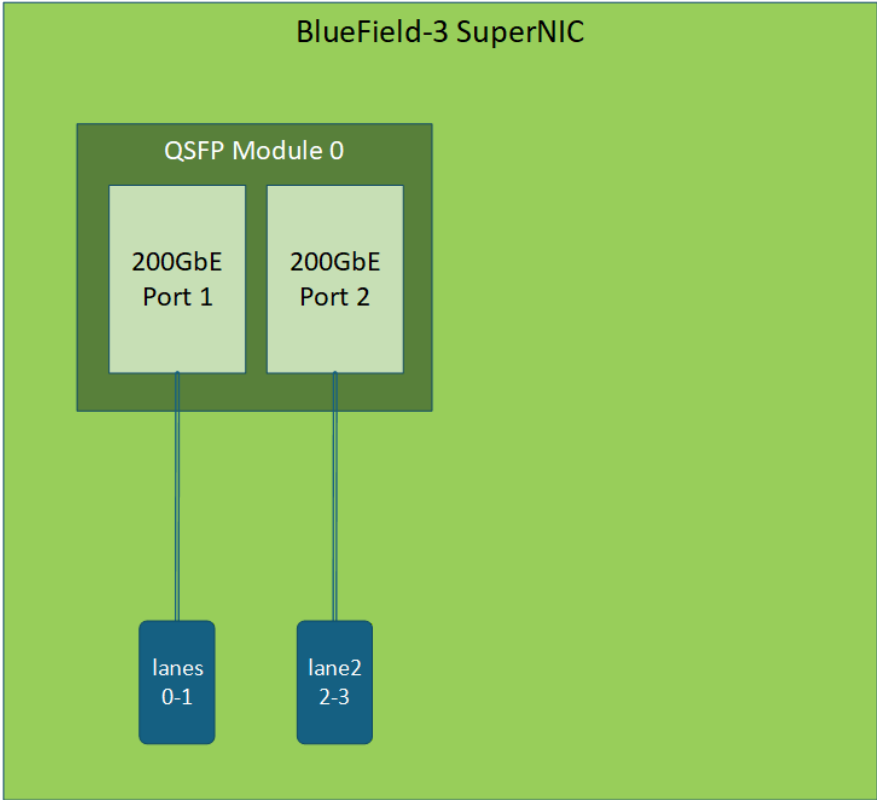 BlueField-3 SuperNIC
QSFP Module 0
200GbE
Port 1
200GbE
Port 2
lanes
0-1
lane2
2-3